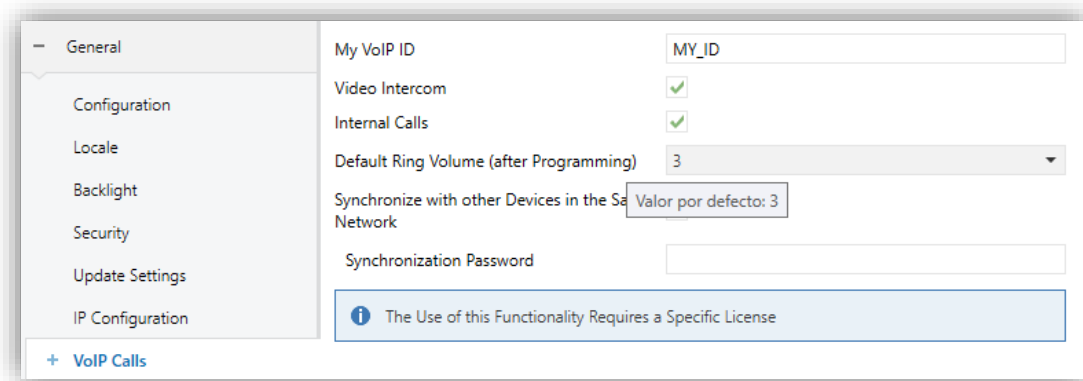 General
Configuration
Locale
Backlight
Security
Update Settings
IP Configuration
VoIP Calls
My VoIP ID
MY_ID
Video Intercom
Internal Calls
Default Ring Volume (after Programming)
3
Synchronize with other Devices in the
Network
Valor por defecto: 3
Synchronization Password
The Use of this Functionality Requires a Specific License